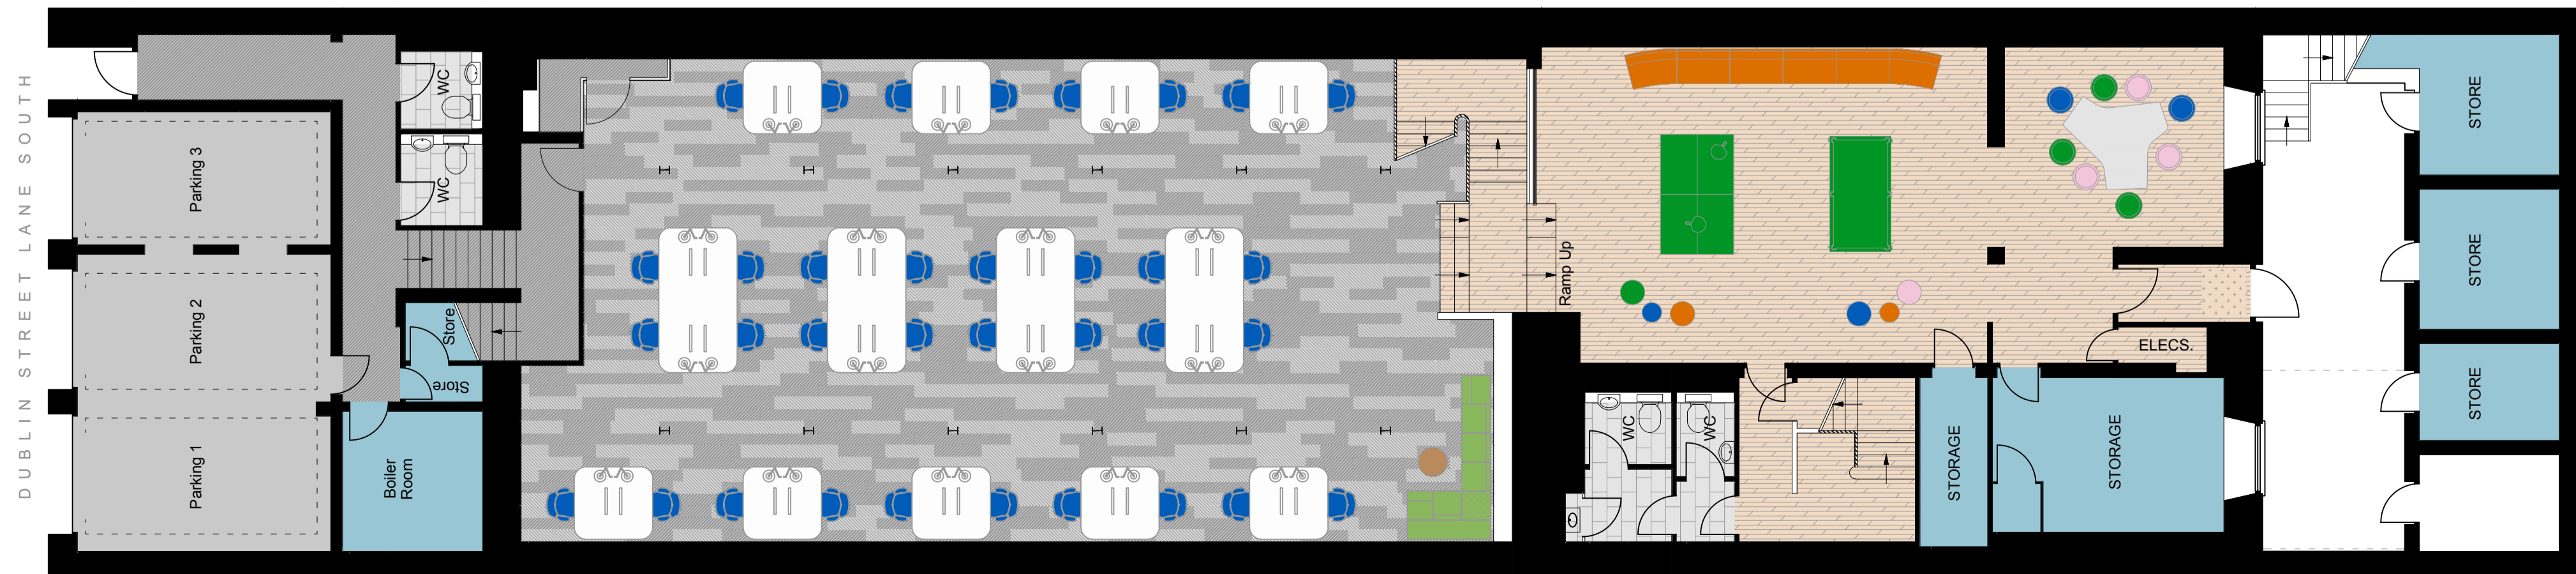 DUBLIN STREET LANE SOUTH
Parking 3
Parking 2
Parking 1
WC
WC
Store
Store
Boiler
Room
Ramp Up
WC
WC
STORAGE
STORAGE
ELECS.
STORE
STORE
STORE